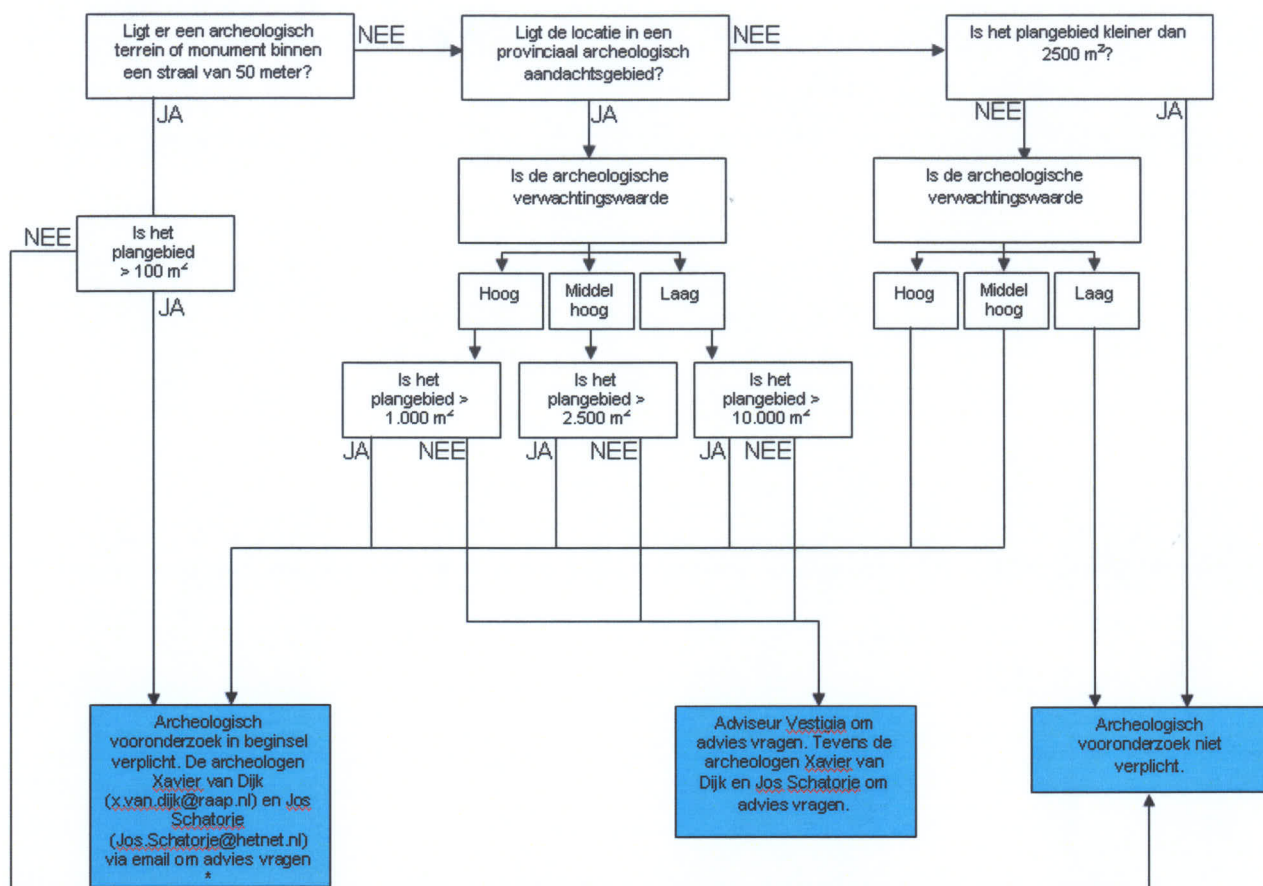 Ligt er een archeologisch
terrein of monument binnen
een straal van 50 meter?
NEE
Ligt de locatie in een
provinciaal archeologisch
aandachtsgebied?
NEE
Is het plangebied kleiner dan
2500 m²?
JA
JA
NEE
JA
Is de archeologische
verwachtingswaarde
Is de archeologische
verwachtingswaarde
NEE
Is het
plangebied
> 100 m²
JA
Hoog
Middel
hoog
Laag
Hoog
Middel
hoog
Laag
Is het
plangebied >
1.000 m²
Is het
plangebied >
2.500 m²
Is het
plangebied >
10.000 m²
JA
NEE
JA
NEE
JA
NEE
Archeologisch
vooronderzoek in beginsel
verplicht. De archeologen
Xavier van Dijk
(x.van.dijk@raap.nl) en Jos
Schatorje
(Jos.Schatorje@hetnet.nl)
via email om advies vragen
*
Adviseur Vestigia om
advies vragen. Tevens de
archeologen Xavier van
Dijk en Jos Schatorje om
advies vragen.
Archeologisch
vooronderzoek niet
verplicht.